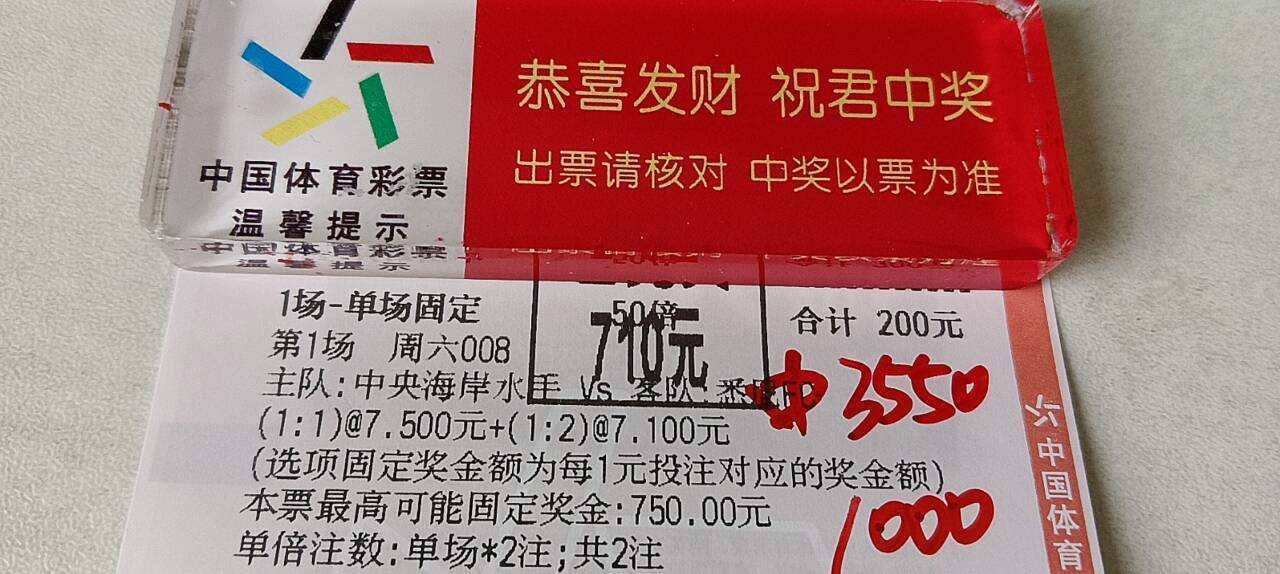 恭喜发财 祝君中奖
出票请核对 中奖以票为准
中国体育彩票
温馨提示
1场-单场固定
50倍
710元
合计 200元
第1场 周六008
主队:中央海岸水手 Vs 客队:悉尼FC
中3550
(1:1)@7.500元+(1:2)@7.100元
(选项固定奖金额为每1元投注对应的奖金额)
本票最高可能固定奖金:750.00元
1000
单倍注数:单场*2注;共2注
中国体育